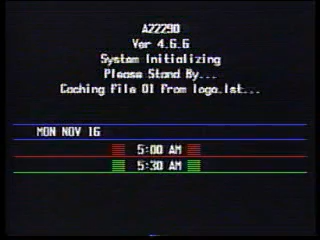 A22290
Ver 4.6.6
System Initializing
Please Stand By...
Caching file 01 from logo.lst...
MON NOV 16
5:00 AM
5:30 AM